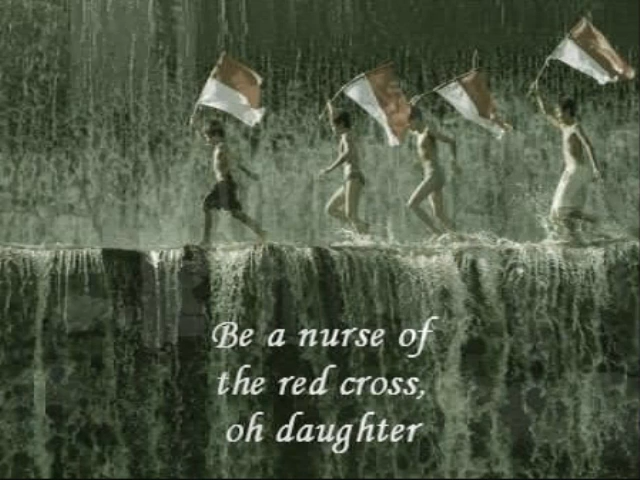 Be a nurse of
the red cross,
oh daughter